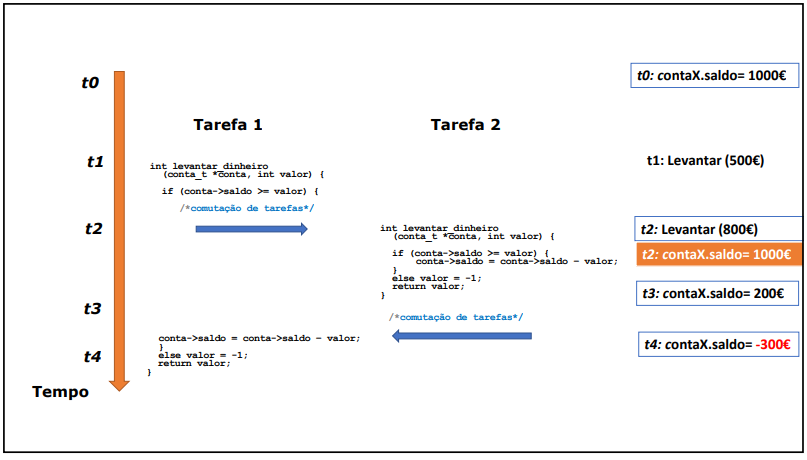 t0
t0: contaX.saldo= 1000€
Tarefa 1
Tarefa 2
t1
t1: Levantar (500€)
int levantar_dinheiro
(conta_t *conta, int valor) {
if (conta->saldo >= valor) {
/*comutação de tarefas*/
t2
t2: Levantar (800€)
t2: contaX.saldo= 1000€
int levantar_dinheiro
(conta_t *conta, int valor) {
if (conta->saldo >= valor) {
conta->saldo = conta->saldo - valor;
}
else valor = -1;
return valor;
}
t3
t3: contaX.saldo= 200€
/*comutação de tarefas*/
t4
t4: contaX.saldo= -300€
conta->saldo = conta->saldo - valor;
}
else valor = -1;
return valor;
}
Tempo